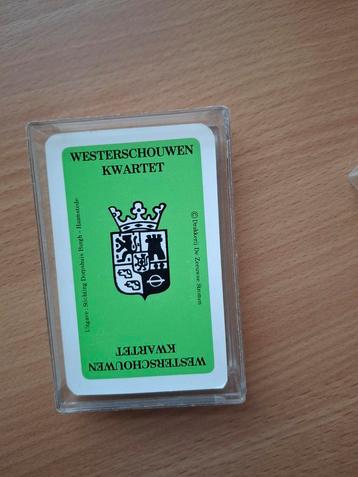 WESTERSCHOUWEN
KWARTET
Uitgave: Stichting Dorpshuis Burgh - Haamstede
© Drukkerij De Zeeuwse Stromen
WESTERSCHOUWEN
KWARTET